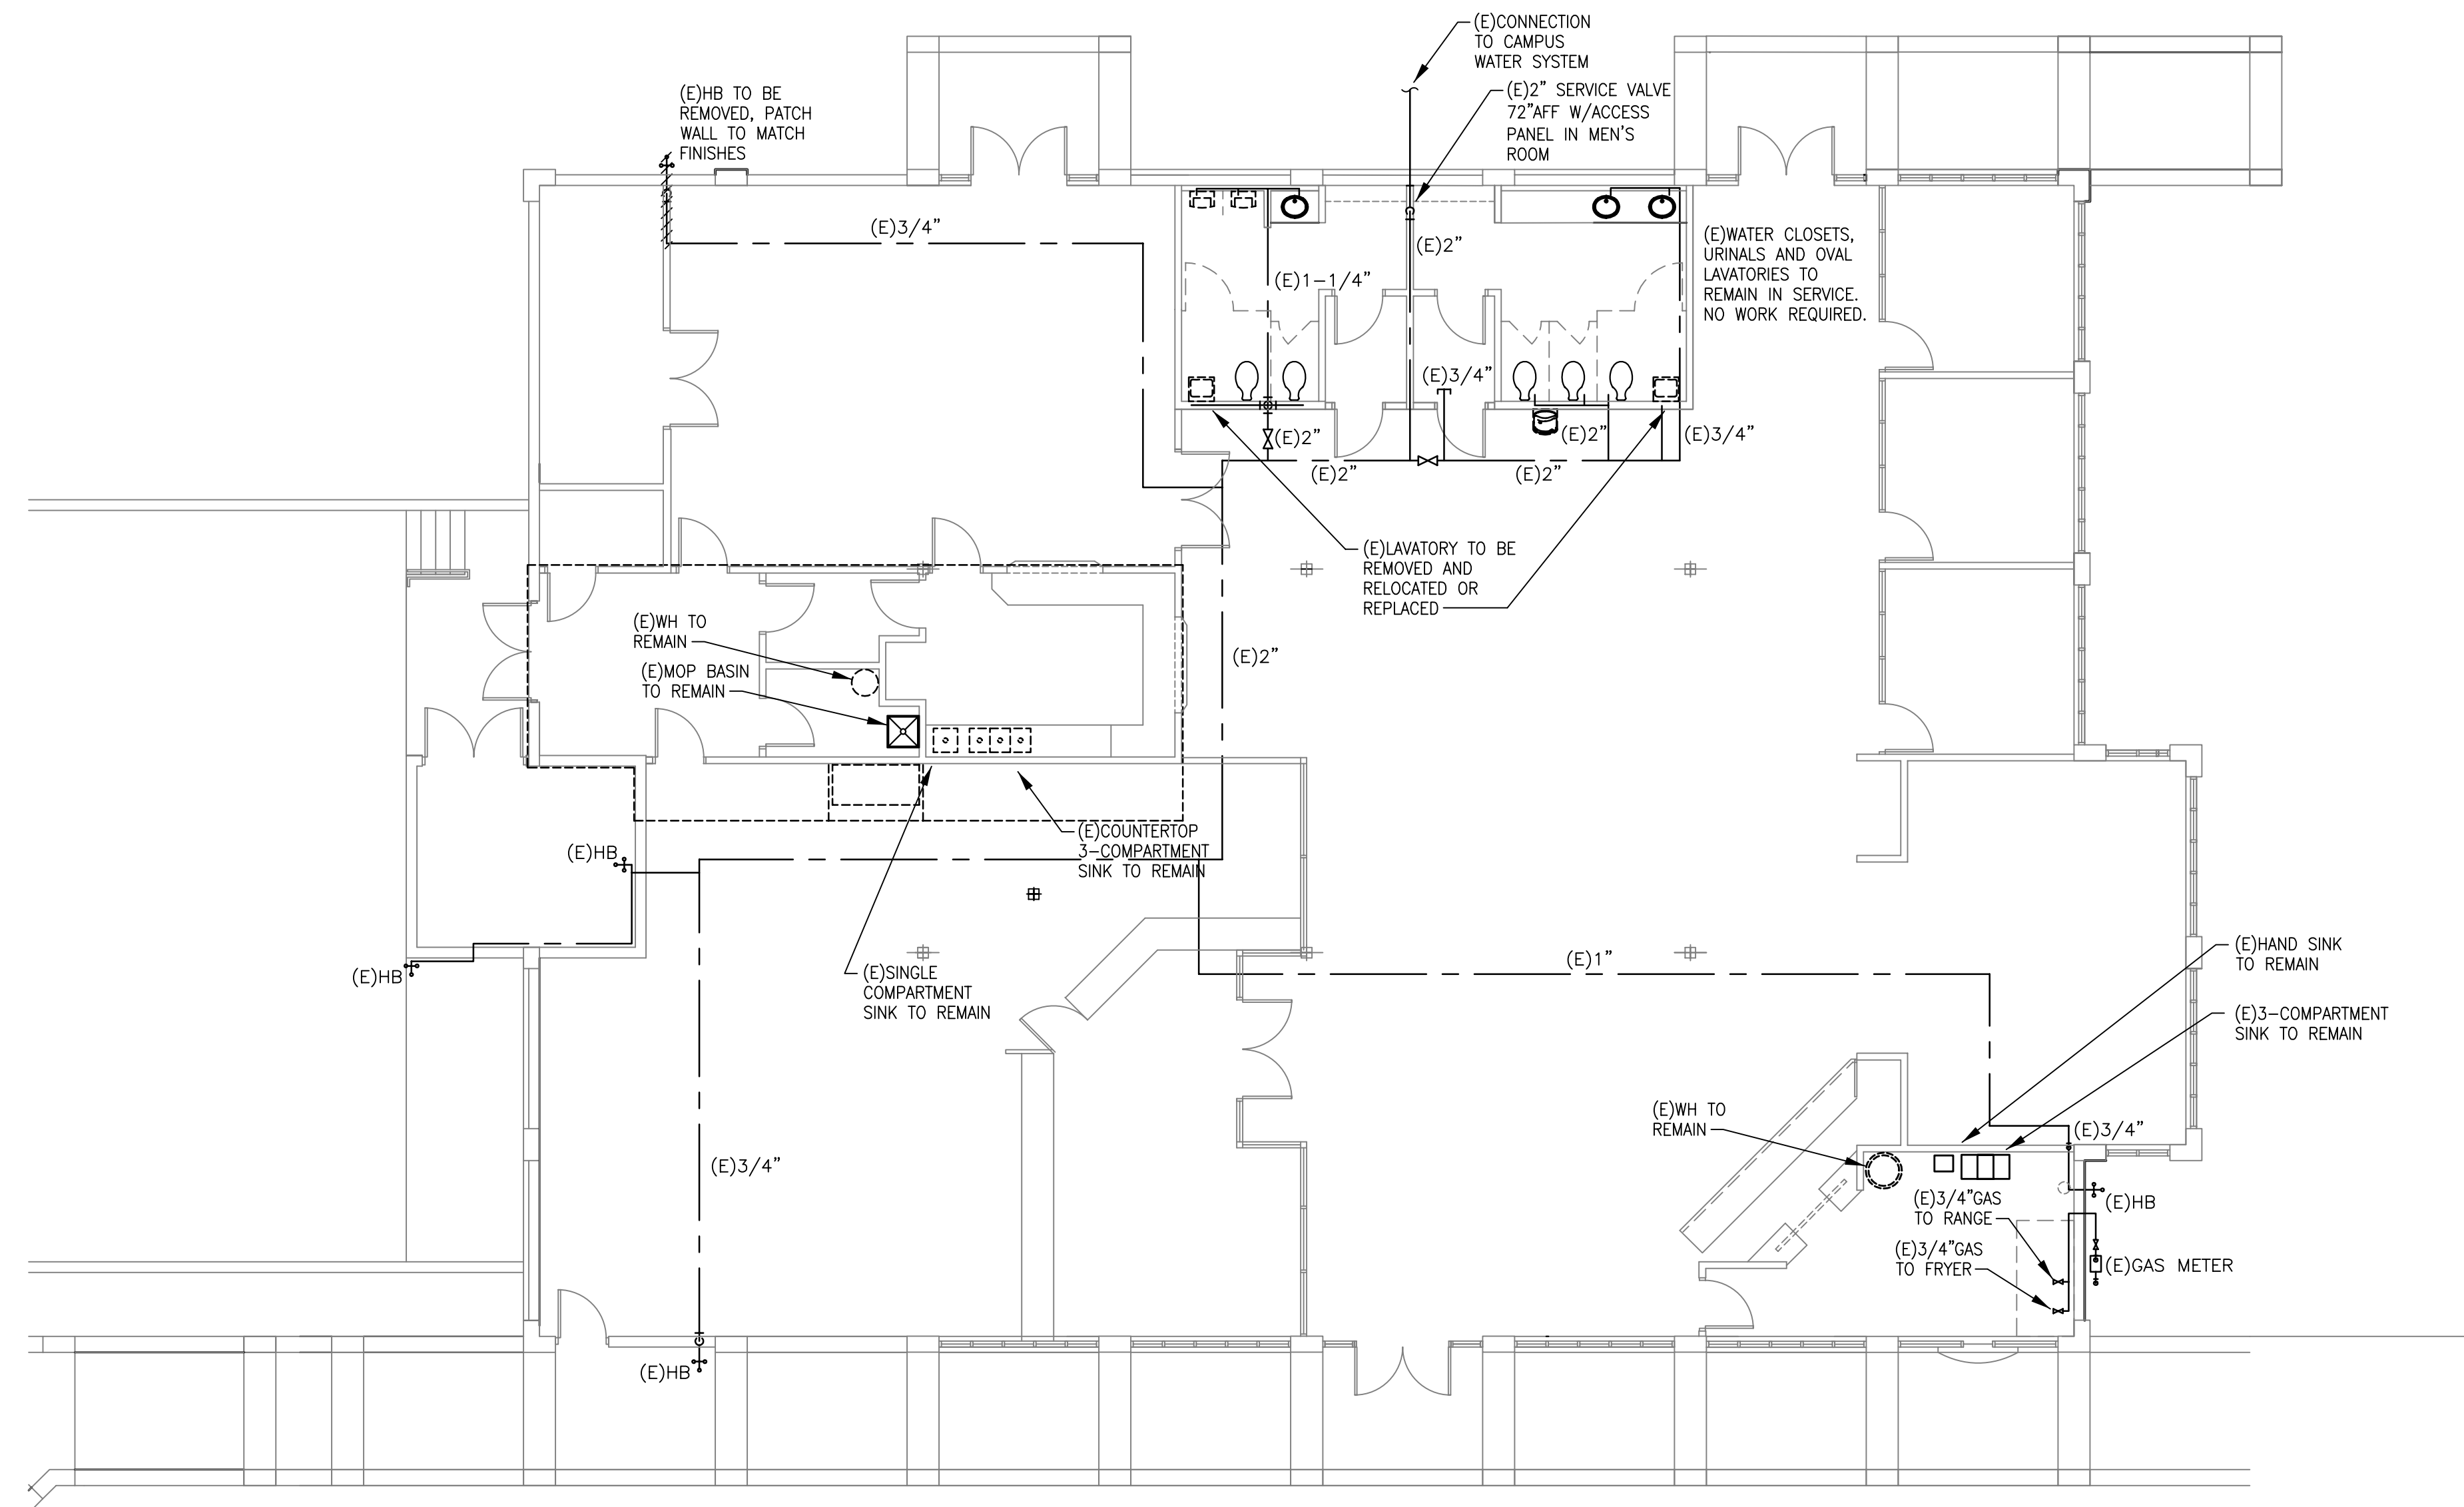 (E)CONNECTION
TO CAMPUS
WATER SYSTEM
(E)2" SERVICE VALVE
72"AFF W/ACCESS
PANEL IN MEN'S
ROOM
(E)HB TO BE
REMOVED, PATCH
WALL TO MATCH
FINISHES
(E)3/4"
(E)2"
(E)1-1/4"
(E)WATER CLOSETS,
URINALS AND OVAL
LAVATORIES TO
REMAIN IN SERVICE.
NO WORK REQUIRED.
(E)3/4"
(E)2"
(E)2"
(E)3/4"
(E)2"
(E)2"
(E)LAVATORY TO BE
REMOVED AND
RELOCATED OR
REPLACED
(E)WH TO
REMAIN
(E)MOP BASIN
TO REMAIN
(E)2"
(E)COUNTERTOP
3-COMPARTMENT
SINK TO REMAIN
(E)HB
(E)HB
(E)SINGLE
COMPARTMENT
SINK TO REMAIN
(E)1"
(E)HAND SINK
TO REMAIN
(E)3-COMPARTMENT
SINK TO REMAIN
(E)WH TO
REMAIN
(E)3/4"
(E)3/4"
(E)HB
(E)3/4"GAS
TO RANGE
(E)3/4"GAS
TO FRYER
(E)GAS METER
(E)HB